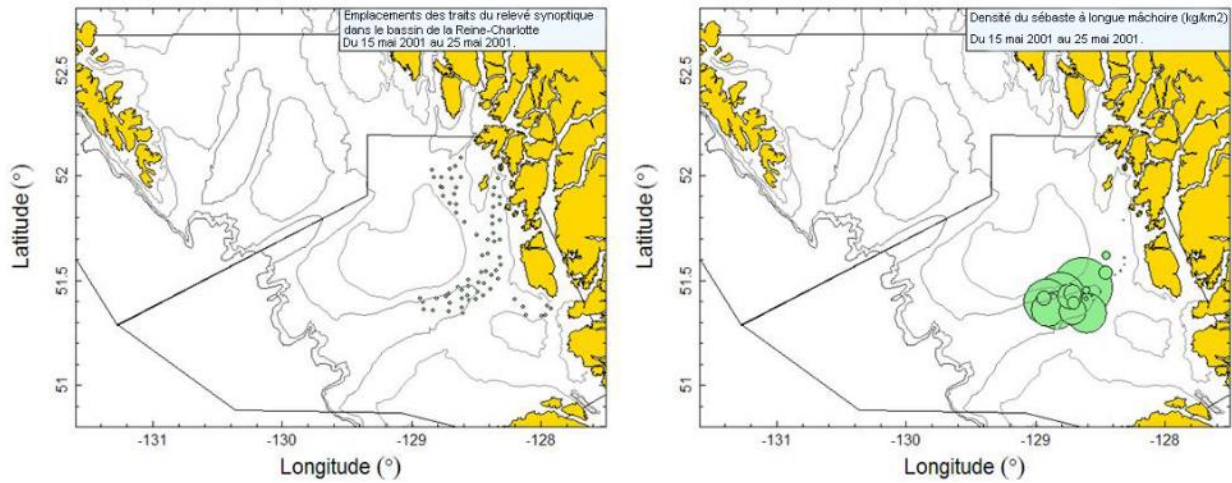 Emplacements des traits du relevé synoptique
dans le bassin de la Reine-Charlotte
Du 15 mai 2001 au 25 mai 2001.
Latitude (°)
52.5
52
51.5
51
-131
-130
-129
-128
Longitude (°)
Densité du sébaste à longue mâchoire (kg/km2)
Du 15 mai 2001 au 25 mai 2001.
Latitude (°)
52.5
52
51.5
51
-131
-130
-129
-128
Longitude (°)